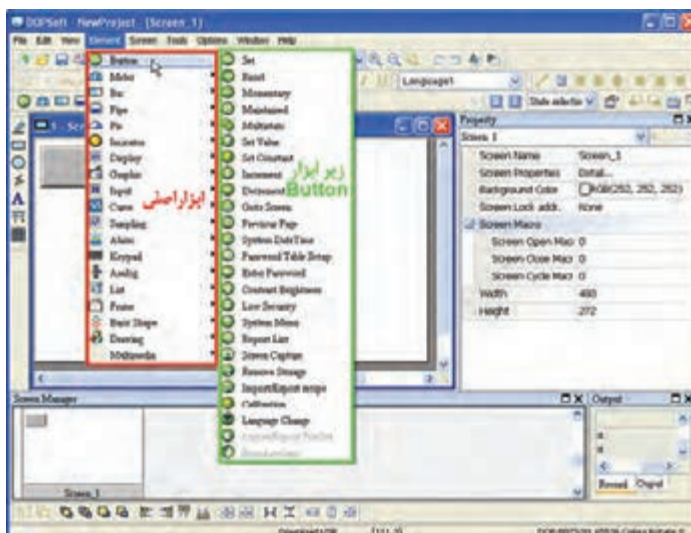 DOPSoft - NewProject - [Screen_1]
File Edit View Element Screen Tools Options Window Help
Language1
Button
Meter
Bar
Pipe
Pie
Indicator
Display
Graphic
Input
Curve
Sampling
Alarm
Keypad
Analog
List
Frame
Basic Shape
Drawing
Multimedia
ابزار اصلی
Set
Reset
Momentary
Maintained
Multistate
Set Value
Set Constant
Increment
Decrement
Goto Screen
Previous Page
System DateTime
Password Table Setup
Enter Password
Contrast Brightness
Low Security
System Menu
Report List
Screen Capture
Remove Storage
Import/Export recipe
Calibration
Language Change
زیر ابزار
Button
Property
Screen 1
Screen Name Screen_1
Screen Properties Detail...
Background Color RGB(252, 252, 252)
Screen Lock addr. None
Screen Macro
Screen Open Mac 0
Screen Close Mac 0
Screen Cycle Mac 0
Width 480
Height 272
Screen Manager
Screen_1
Output
Record Output